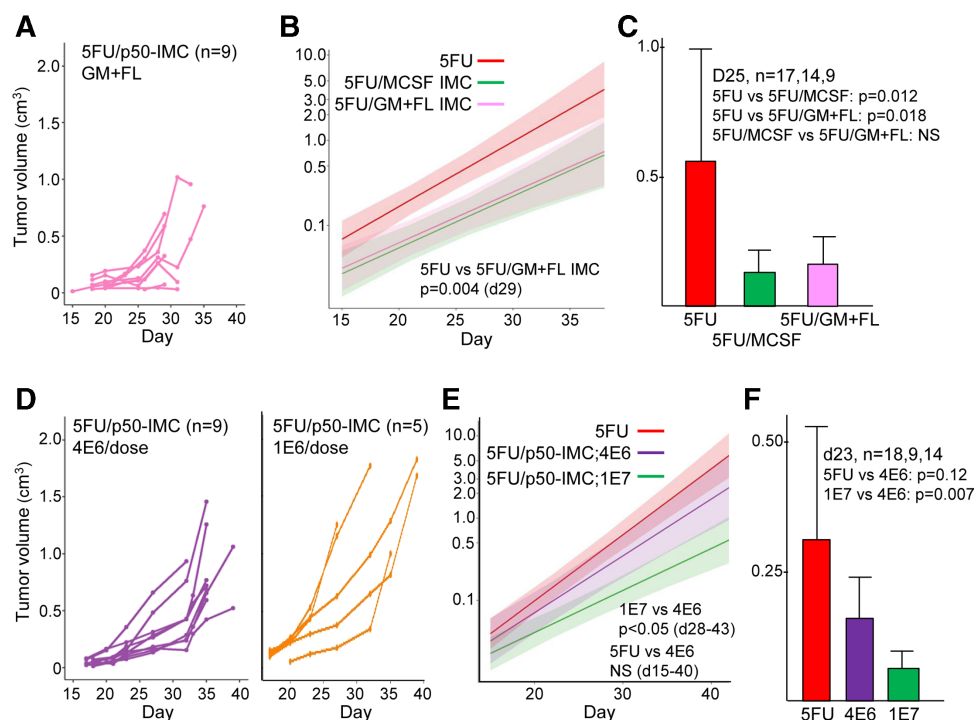 A
5FU/p50-IMC (n=9)
GM+FL
Tumor volume (cm3)
2.0
1.0
0.5
0
15 20 25 30 35 40
Day
B
10.0
5.0
3.0
2.0
1.0
0.5
0.1
5FU
5FU/MCSF IMC
5FU/GM+FL IMC
5FU vs 5FU/GM+FL IMC
p=0.004 (d29)
15 20 25 30 35
Day
C
1.0
0.5
D25, n=17,14,9
5FU vs 5FU/MCSF: p=0.012
5FU vs 5FU/GM+FL: p=0.018
5FU/MCSF vs 5FU/GM+FL: NS
5FU 5FU/GM+FL
5FU/MCSF
D
5FU/p50-IMC (n=9)
4E6/dose
Tumor volume (cm3)
2.0
1.0
0.5
0
15 20 25 30 35 40
Day
5FU/p50-IMC (n=5)
1E6/dose
20 25 30 35 40
Day
E
10.0
5.0
3.0
2.0
1.0
0.5
0.1
5FU
5FU/p50-IMC;4E6
5FU/p50-IMC;1E7
1E7 vs 4E6
p<0.05 (d28-43)
5FU vs 4E6
NS (d15-40)
20 30 40
Day
F
0.50
0.25
d23, n=18,9,14
5FU vs 4E6: p=0.12
1E7 vs 4E6: p=0.007
5FU 4E6 1E7